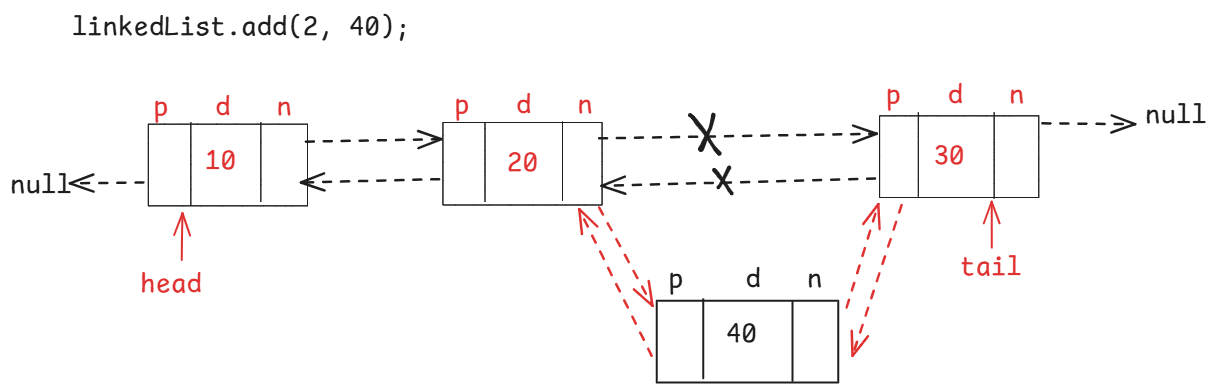 linkedList.add(2, 40);
p d n
p d n
p d n
null
10
20
30
null
head
tail
p d n
40